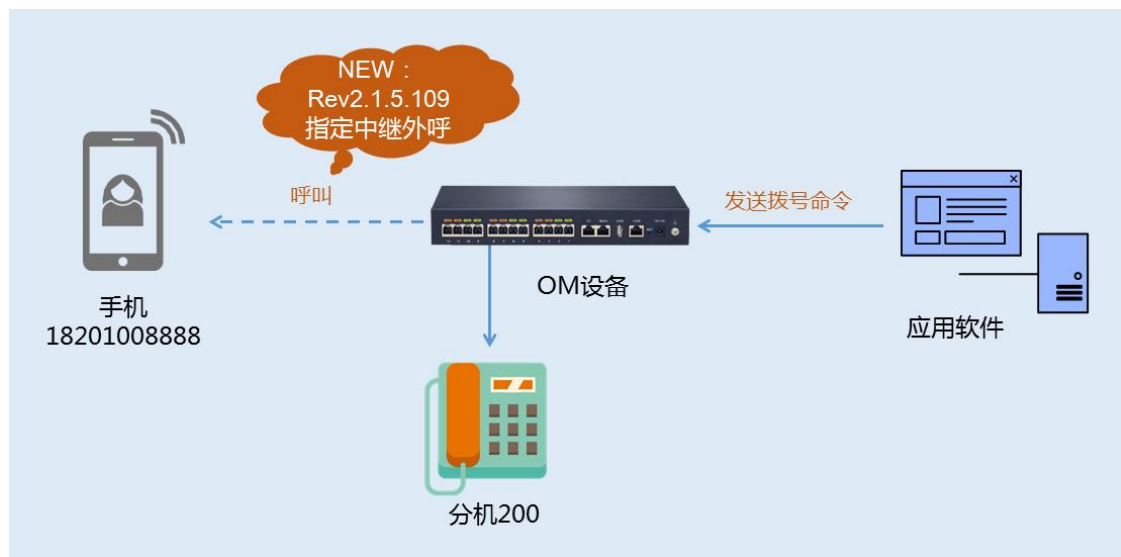 NEW：
Rev2.1.5.109
指定中继外呼
呼叫
发送拨号命令
OM设备
手机
18201008888
应用软件
分机200